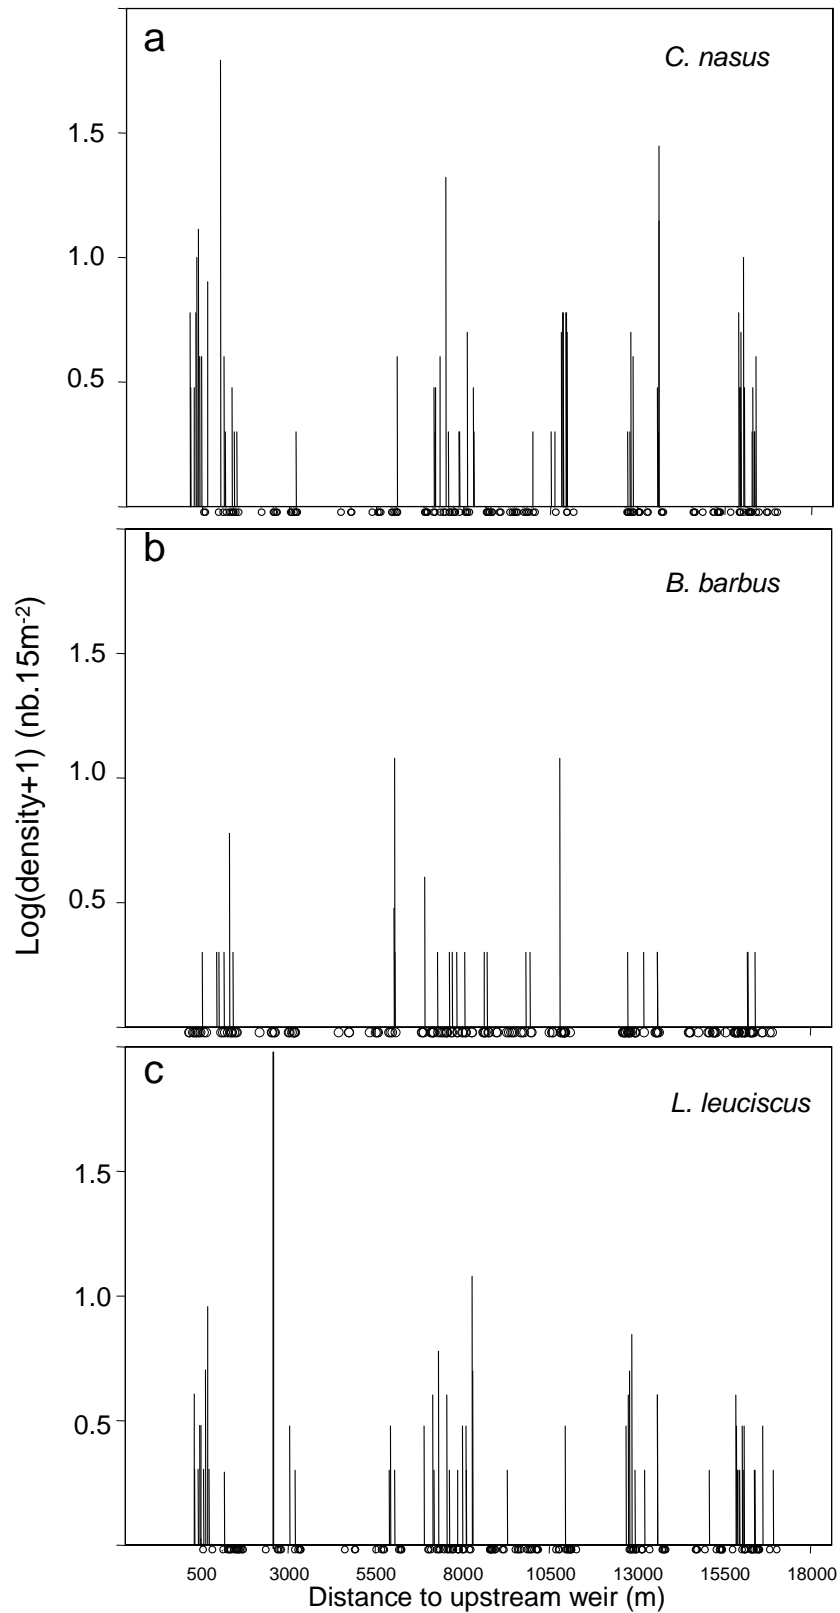 a
C. nasus
1.5
1.0
0.5
b
B. barbus
1.5
1.0
0.5
Log(density+1) (nb.15m-2)
c
L. leuciscus
1.5
1.0
0.5
500 3000 5500 8000 10500 13000 15500 18000
Distance to upstream weir (m)